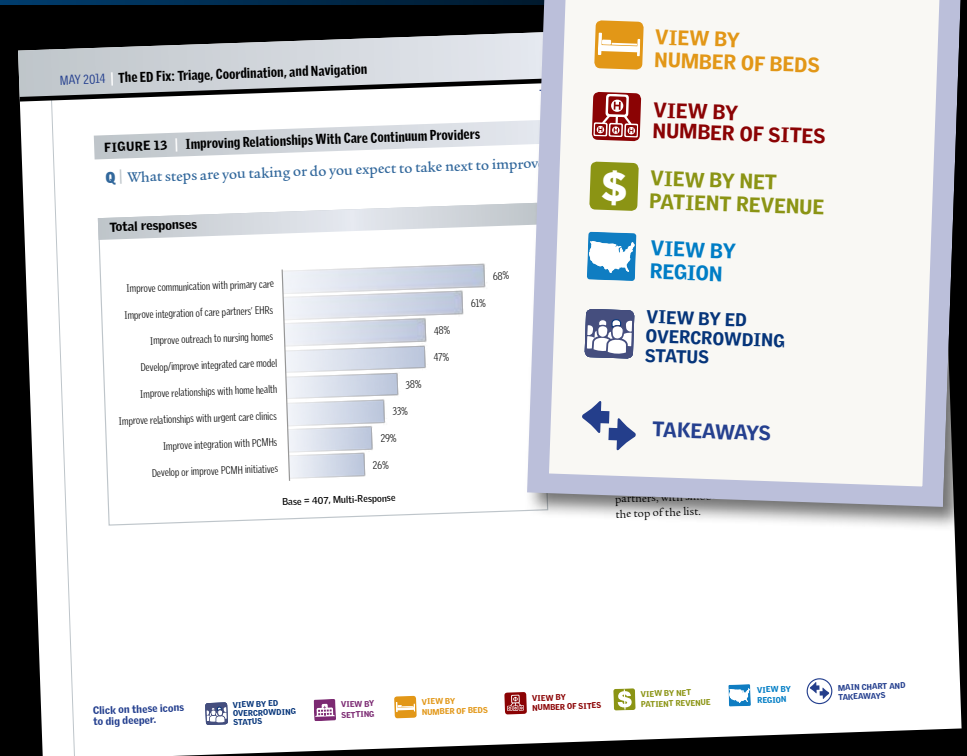 MAY 2014 | The ED Fix: Triage, Coordination, and Navigation
FIGURE 13 | Improving Relationships With Care Continuum Providers
Q | What steps are you taking or do you expect to take next to improv
Total responses
Improve communication with primary care 68%
Improve integration of care partners' EHRs 61%
Improve outreach to nursing homes 48%
Develop/improve integrated care model 47%
Improve relationships with home health 38%
Improve relationships with urgent care clinics 33%
Improve integration with PCMHs 29%
Develop or improve PCMH initiatives 26%
Base = 407, Multi-Response
VIEW BY
NUMBER OF BEDS
H
H H H
VIEW BY
NUMBER OF SITES
$
VIEW BY NET
PATIENT REVENUE
VIEW BY
REGION
VIEW BY ED
OVERCROWDING
STATUS
TAKEAWAYS
partners, with
the top of the list.
Click on these icons
to dig deeper.
VIEW BY ED
OVERCROWDING
STATUS
VIEW BY
SETTING
VIEW BY
NUMBER OF BEDS
VIEW BY
NUMBER OF SITES
$
VIEW BY NET
PATIENT REVENUE
VIEW BY
REGION
MAIN CHART AND
TAKEAWAYS